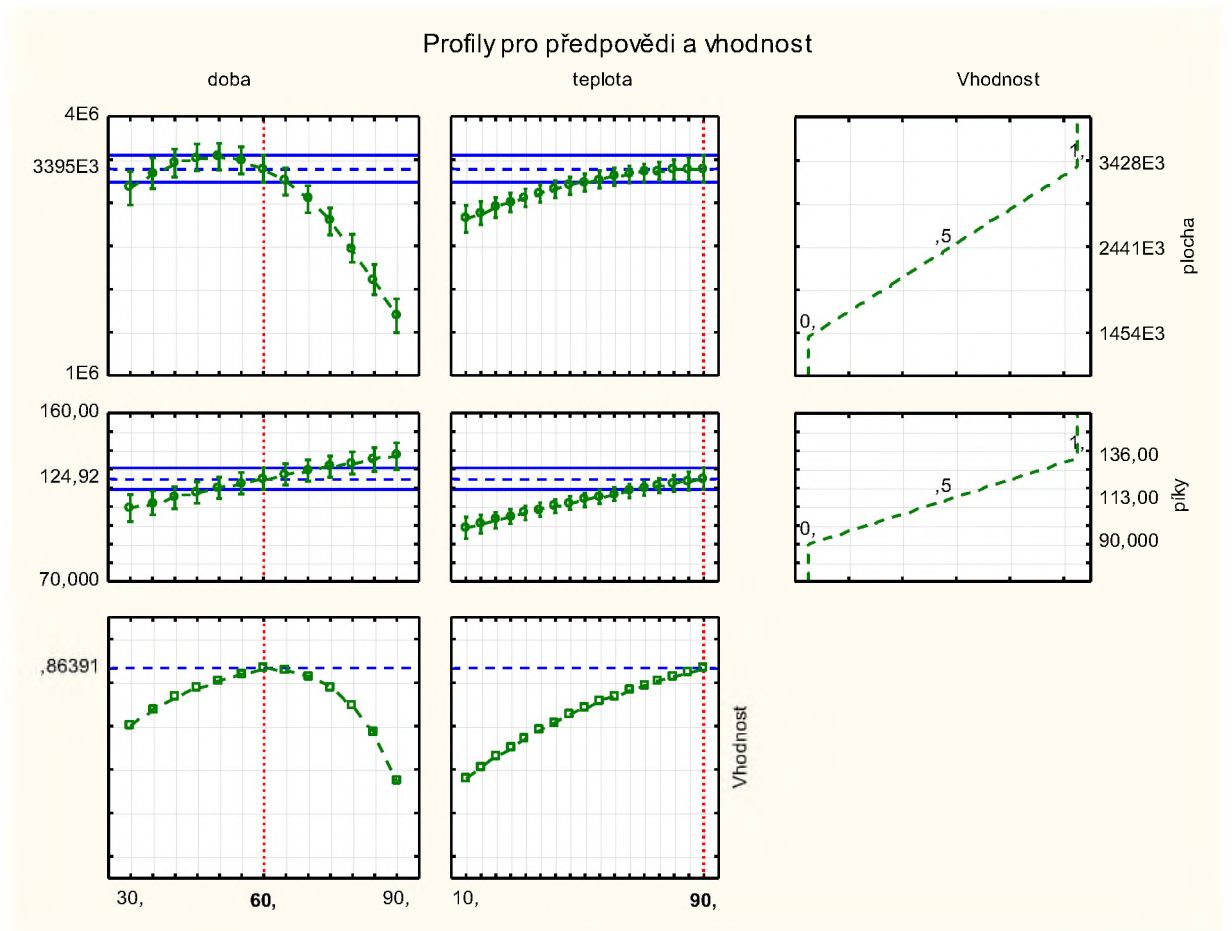 Profily pro předpovědi a vhodnost
doba teplota Vhodnost
4E6
3395E3
1E6
1,
,5
0,
3428E3
2441E3
1454E3
plocha
160,00
124,92
70,000
1,
,5
0,
136,00
113,00
90,000
píky
,86391
Vhodnost
30, 60, 90, 10, 90,